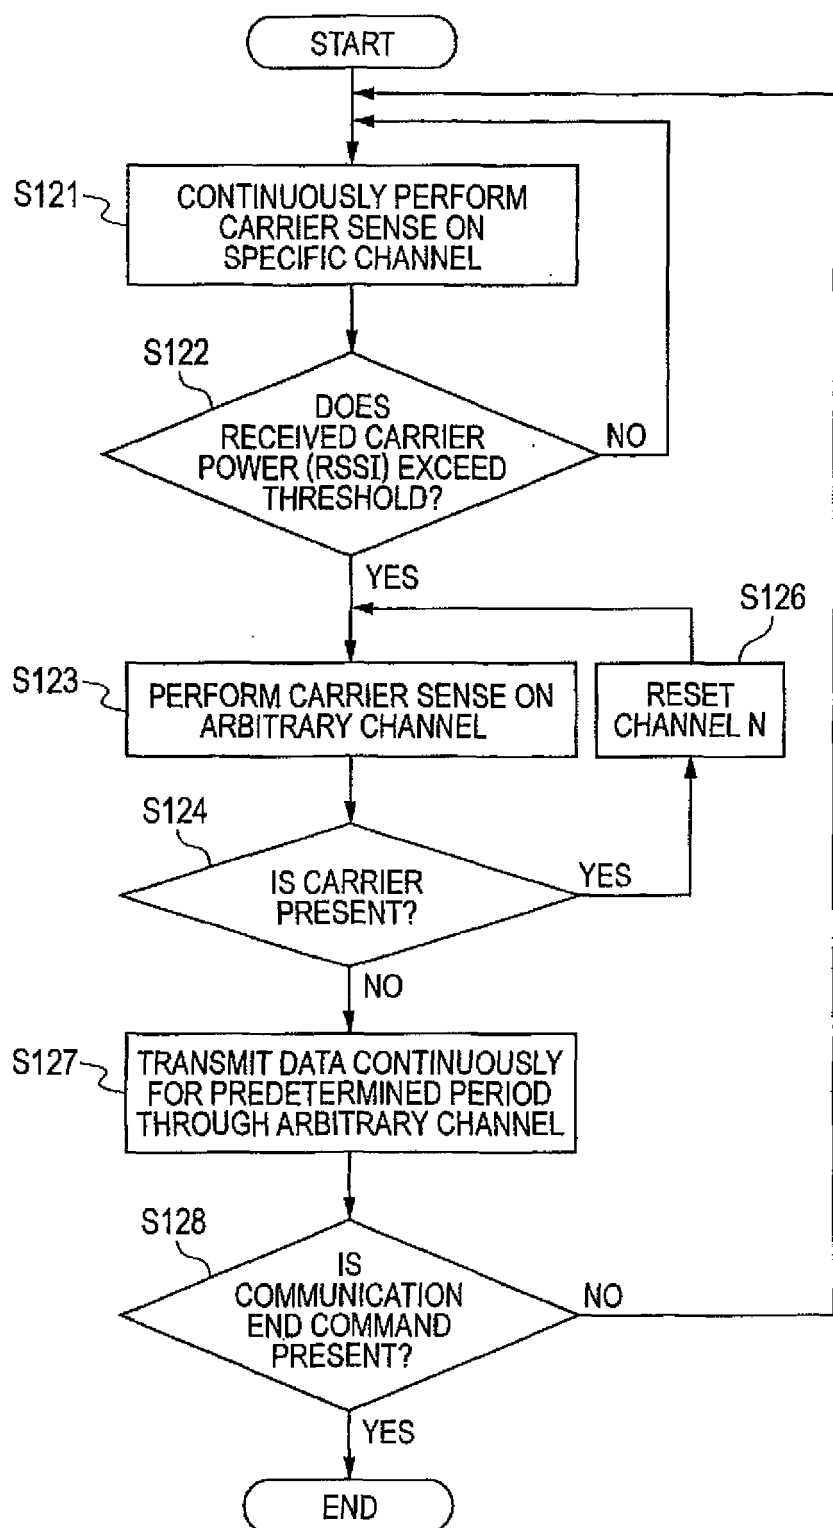 START
S121
CONTINUOUSLY PERFORM
CARRIER SENSE ON
SPECIFIC CHANNEL
S122
DOES
RECEIVED CARRIER
POWER (RSSI) EXCEED
THRESHOLD?
NO
YES
S126
S123
PERFORM CARRIER SENSE ON
ARBITRARY CHANNEL
RESET
CHANNEL N
S124
IS CARRIER
PRESENT?
YES
NO
S127
TRANSMIT DATA CONTINUOUSLY
FOR PREDETERMINED PERIOD
THROUGH ARBITRARY CHANNEL
S128
IS
COMMUNICATION
END COMMAND
PRESENT?
NO
YES
END